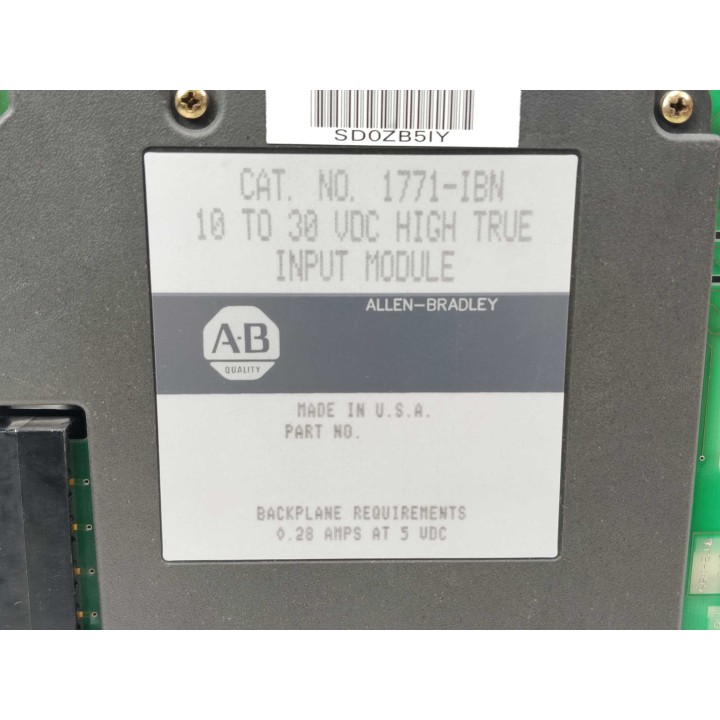 SD0ZB5IY
CAT. NO. 1771-IBN
10 TO 30 VDC HIGH TRUE
INPUT MODULE
ALLEN-BRADLEY
A·B
QUALITY
MADE IN U.S.A.
PART NO.
BACKPLANE REQUIREMENTS
0.28 AMPS AT 5 VDC